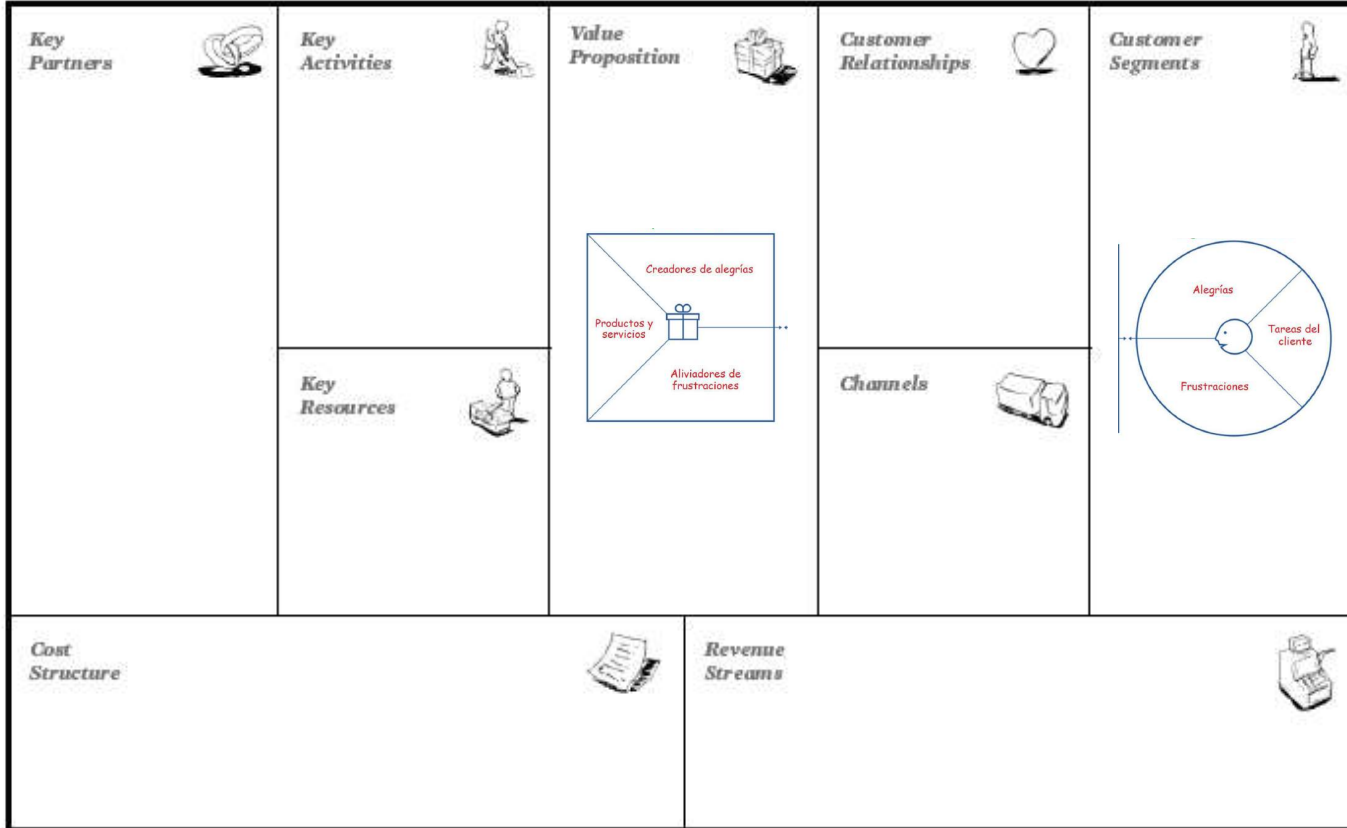 Key
Partners
Key
Activities
Value
Proposition
Customer
Relationships
Customer
Segments
Creadores de alegrías
Productos y
servicios
Aliviadores de
frustraciones
Alegrías
Tareas del
cliente
Frustraciones
Key
Resources
Channels
Cost
Structure
Revenue
Streams